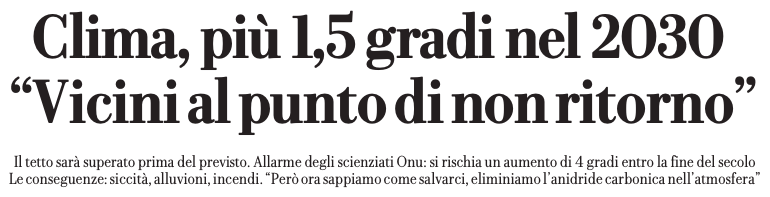 Clima, più 1,5 gradi nel 2030
“Vicini al punto di non ritorno”
Il tetto sarà superato prima del previsto. Allarme degli scienziati Onu: si rischia un aumento di 4 gradi entro la fine del secolo
Le conseguenze: siccità, alluvioni, incendi. “Però ora sappiamo come salvarci, eliminiamo l’anidride carbonica nell’atmosfera”